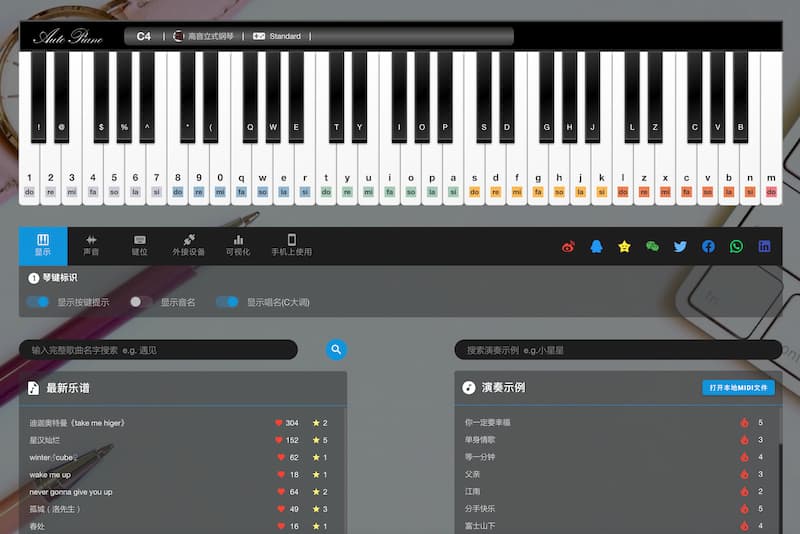 Auto Piano
C4 | 高音立式钢琴 | Standard |
! @ $ % ^ * ( Q W E T Y I O P S D G H J L Z C V B
1 2 3 4 5 6 7 8 9 0 q w e r t y u i o p a s d f g h j k l z x c v b n m
do re mi fa so la si do re mi fa so la si do re mi fa so la si do re mi fa so la si do re mi fa so la si do
显示 声音 键位 外接设备 可视化 手机上使用
1 琴键标识
显示按键提示 显示音名 显示唱名(C大调)
输入完整歌曲名字搜索 e.g. 遇见
搜索演奏示例 e.g.小星星
最新乐谱
迪迦奥特曼《take me higer》 304 2
星汉灿烂 152 5
winter♂cube♀ 62 1
wake me up 18 1
never gonna give you up 64 2
孤城（洛先生） 49 3
春处 16 1
演奏示例 打开本地MIDI文件
你一定要幸福 5
单身情歌 3
等一分钟 4
父亲 3
江南 2
分手快乐 5
富士山下 4
fn